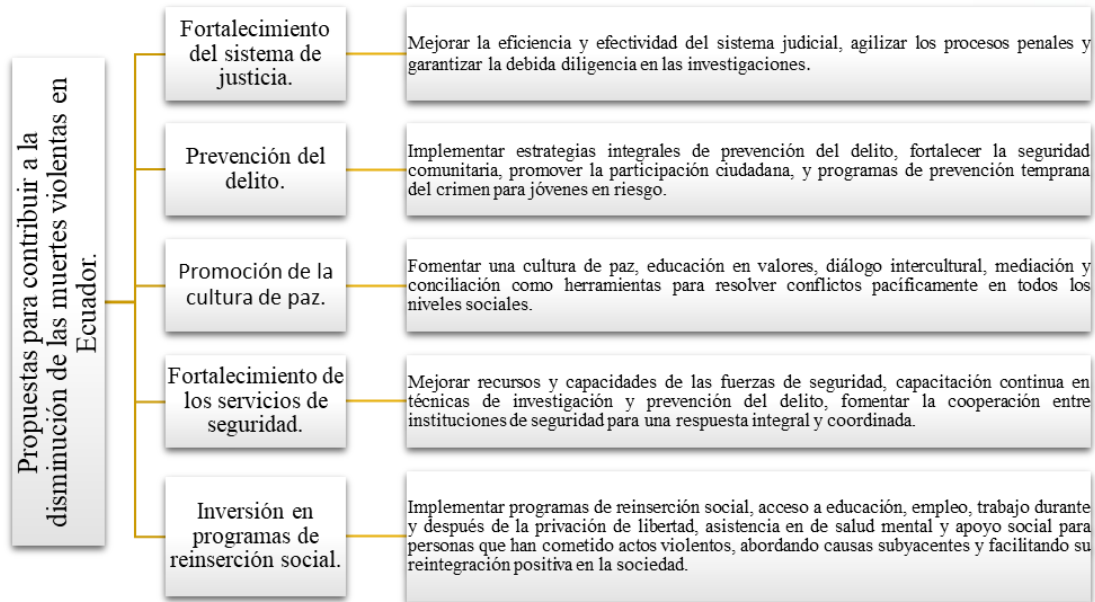 Propuestas para contribuir a la
disminución de las muertes violentas en
Ecuador.
Fortalecimiento
del sistema de
justicia.
Mejorar la eficiencia y efectividad del sistema judicial, agilizar los procesos penales y
garantizar la debida diligencia en las investigaciones.
Prevención del
delito.
Implementar estrategias integrales de prevención del delito, fortalecer la seguridad
comunitaria, promover la participación ciudadana, y programas de prevención temprana
del crimen para jóvenes en riesgo.
Promoción de la
cultura de paz.
Fomentar una cultura de paz, educación en valores, diálogo intercultural, mediación y
conciliación como herramientas para resolver conflictos pacíficamente en todos los
niveles sociales.
Fortalecimiento de
los servicios de
seguridad.
Mejorar recursos y capacidades de las fuerzas de seguridad, capacitación continua en
técnicas de investigación y prevención del delito, fomentar la cooperación entre
instituciones de seguridad para una respuesta integral y coordinada.
Inversión en
programas de
reinserción social.
Implementar programas de reinserción social, acceso a educación, empleo, trabajo durante
y después de la privación de libertad, asistencia en de salud mental y apoyo social para
personas que han cometido actos violentos, abordando causas subyacentes y facilitando su
reintegración positiva en la sociedad.